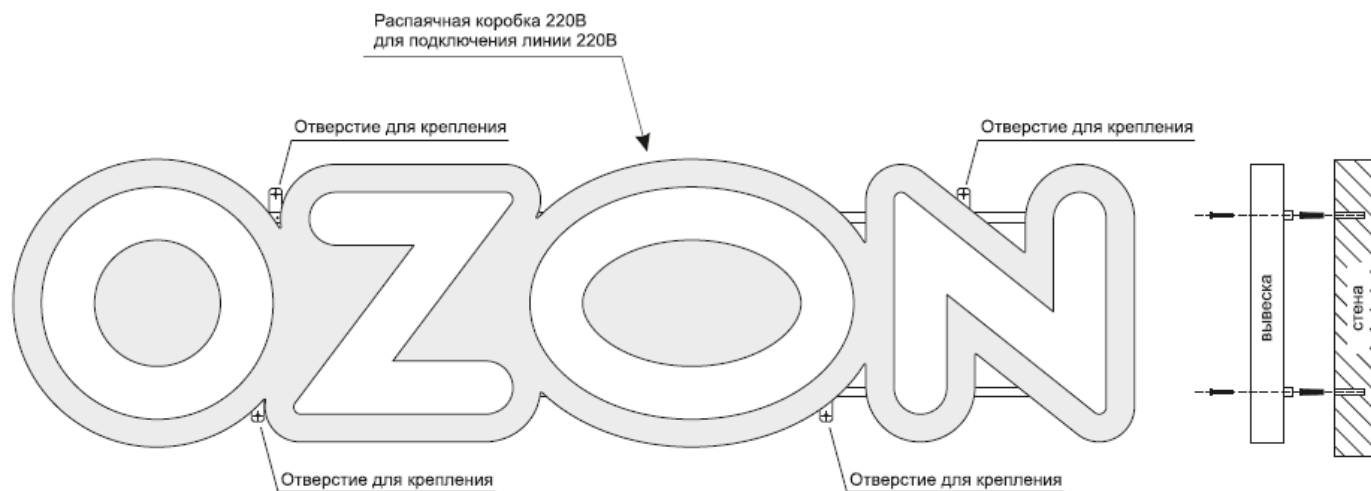 Распаячная коробка 220В
для подключения линии 220В
Отверстие для крепления
Отверстие для крепления
OZON
вывеска
стена
Отверстие для крепления
Отверстие для крепления